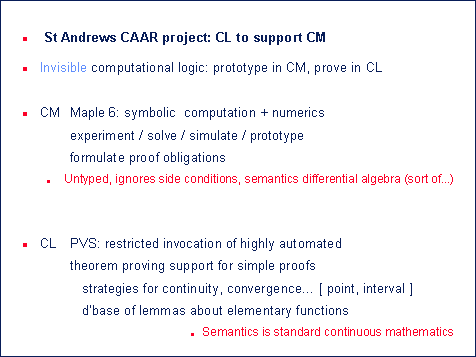 St Andrews CAAR project: CL to support CM
Invisible computational logic: prototype in CM, prove in CL
CM Maple 6: symbolic computation + numerics
experiment / solve / simulate / prototype
formulate proof obligations
Untyped, ignores side conditions, semantics differential algebra (sort of...)
CL PVS: restricted invocation of highly automated
theorem proving support for simple proofs
strategies for continuity, convergence... [ point, interval ]
d'base of lemmas about elementary functions
Semantics is standard continuous mathematics